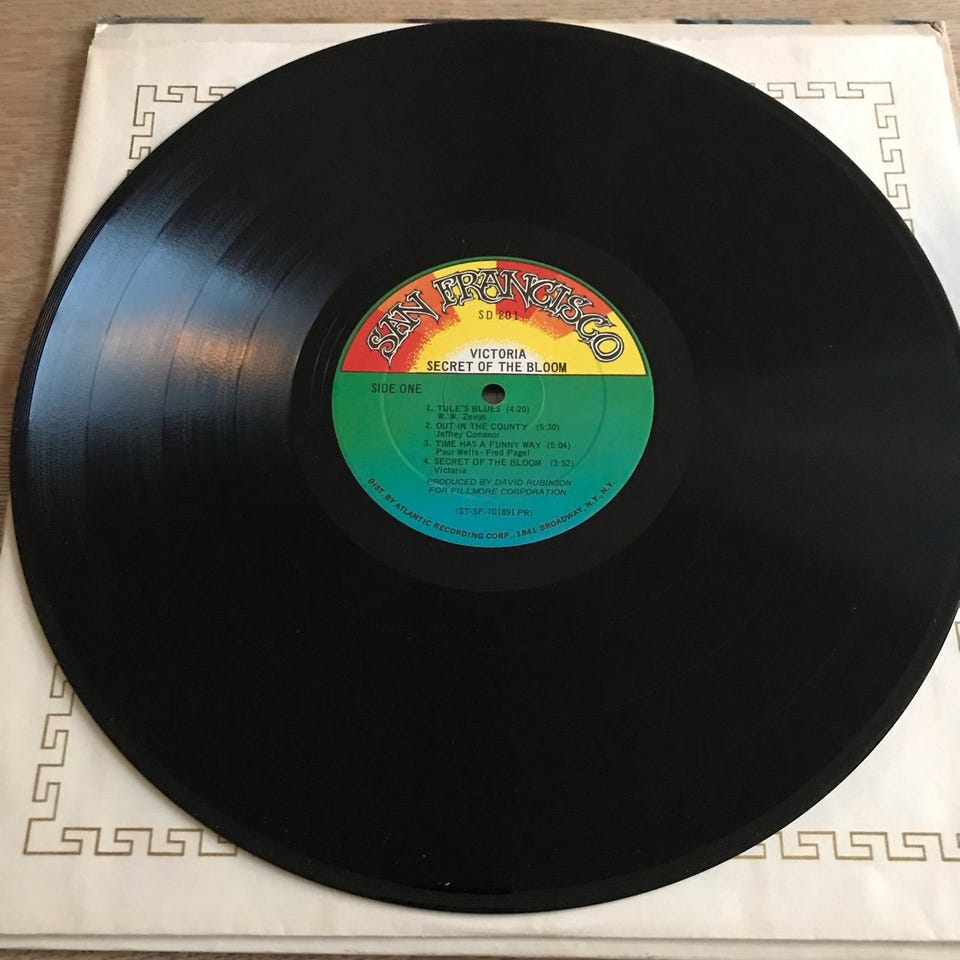 SAN FRANCISCO
SD 201
VICTORIA
SECRET OF THE BLOOM
SIDE ONE
1. TULE'S BLUES (4:20)
W. W. Zevon
2. OUT IN THE COUNTY (5:30)
Jeffrey Comanor
3. TIME HAS A FUNNY WAY (5:04)
Paul Wells - Fred Pagel
4. SECRET OF THE BLOOM (3:52)
Victoria
PRODUCED BY DAVID RUBINSON
FOR FILLMORE CORPORATION
(ST-SF-701891 PR)
DIST. BY ATLANTIC RECORDING CORP., 1841 BROADWAY, N.Y., N.Y.